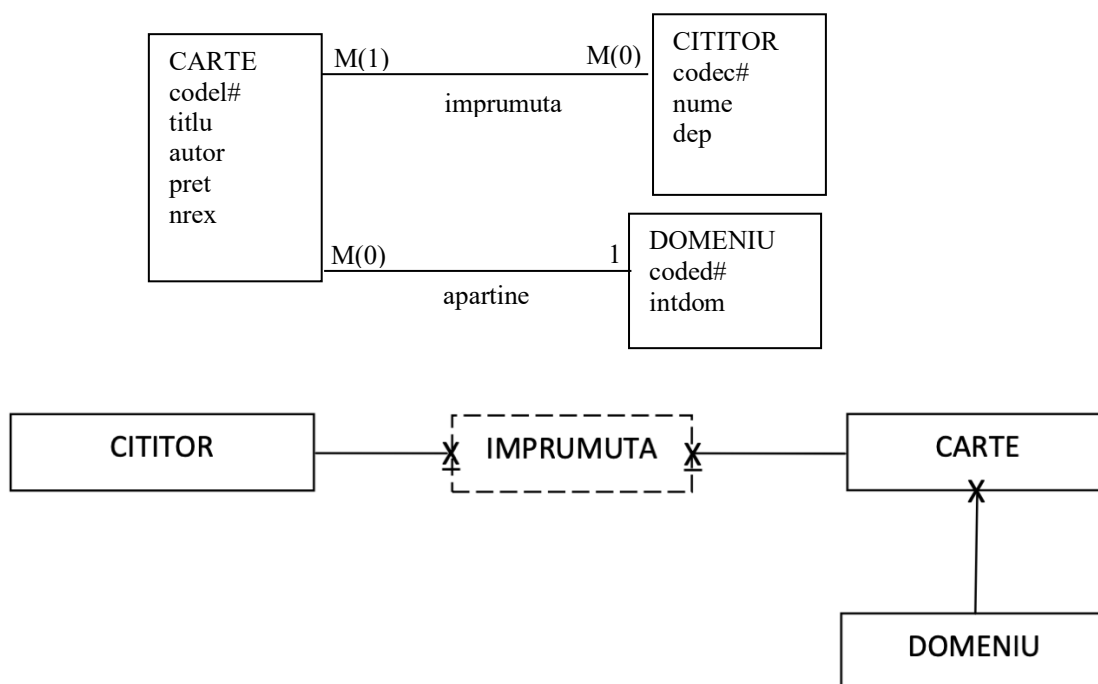 CARTE
codel#
titlu
autor
pret
nrex
M(1)
M(0)
imprumuta
CITITOR
codec#
nume
dep
M(0)
1
apartine
DOMENIU
coded#
intdom
CITITOR
X
IMPRUMUTA
X
CARTE
X
DOMENIU